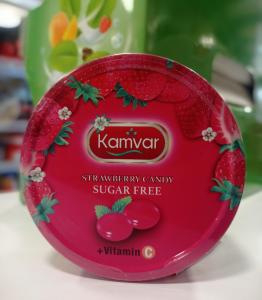 Kamvar
STRAWBERRY CANDY
SUGAR FREE
+Vitamin C